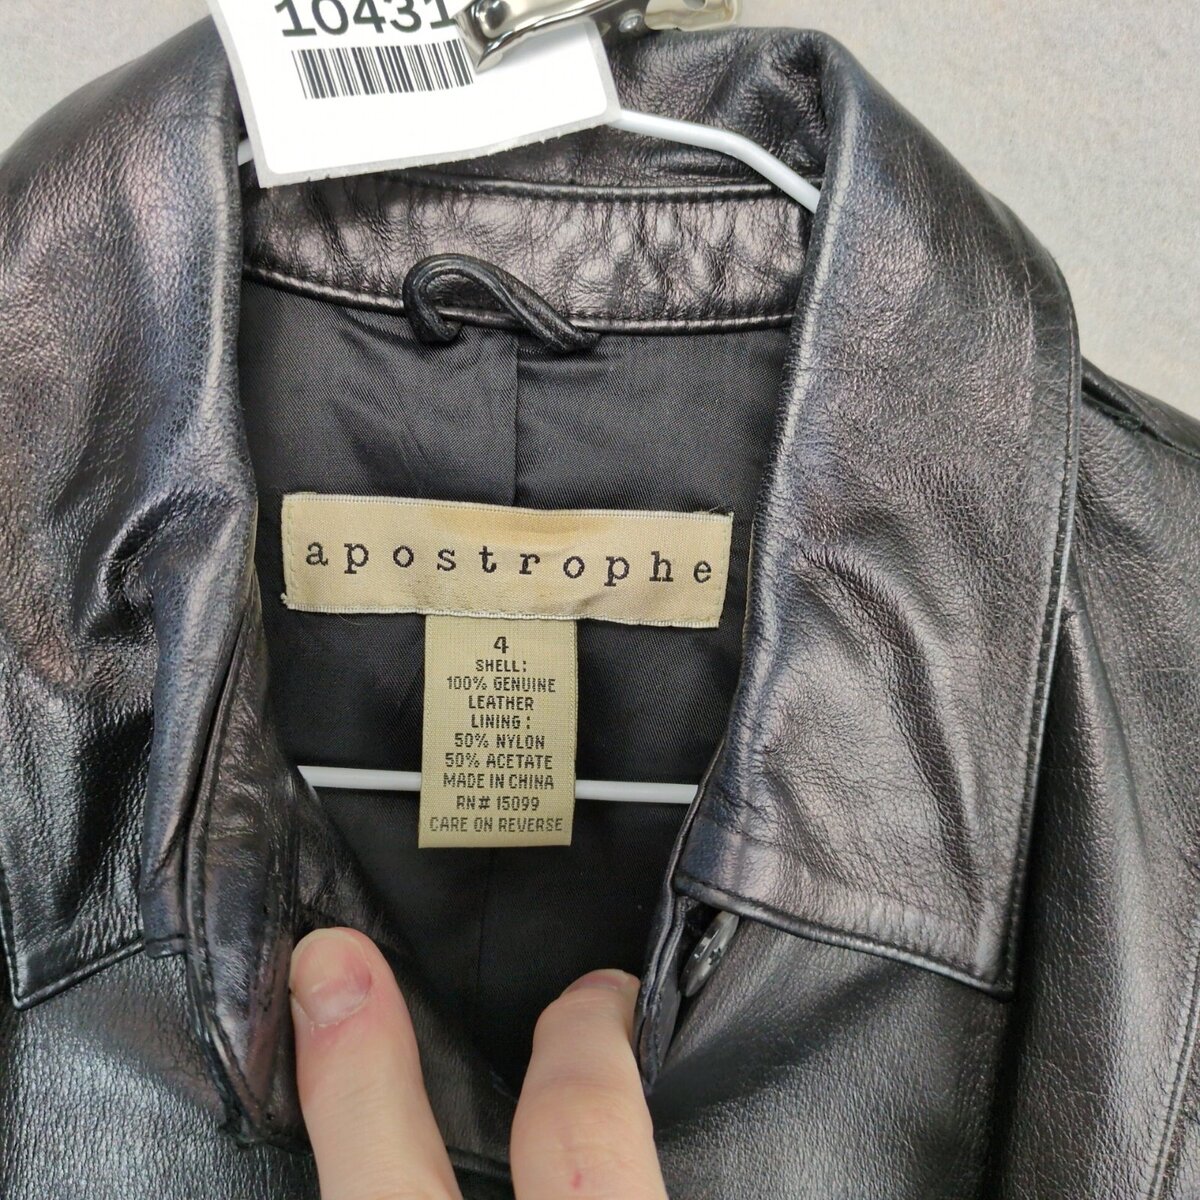 10431
apostrophe
4
SHELL:
100% GENUINE
LEATHER
LINING:
50% NYLON
50% ACETATE
MADE IN CHINA
RN# 15099
CARE ON REVERSE